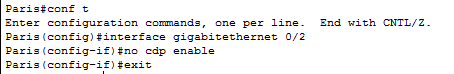 Paris#conf t
Enter configuration commands, one per line.  End with CNTL/Z.
Paris(config)#interface gigabitethernet 0/2
Paris(config-if)#no cdp enable
Paris(config-if)#exit